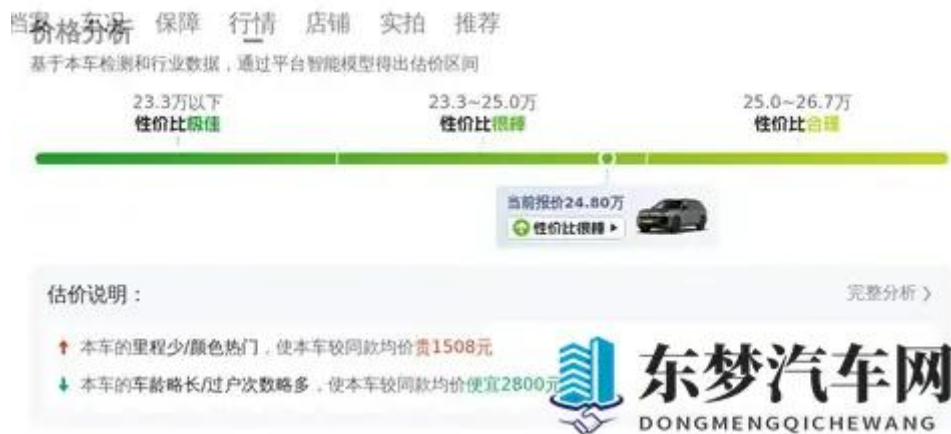 档案 车况 保障 行情 店铺 实拍 推荐
价格分析
基于本车检测和行业数据，通过平台智能模型得出估价区间
23.3万以下 23.3~25.0万 25.0~26.7万
性价比极佳 性价比很棒 性价比合理
当前报价24.80万
性价比很棒
估价说明： 完整分析
本车的里程少/颜色热门，使本车较同款均价贵1508元
本车的车龄略长/过户次数略多，使本车较同款均价便宜2800元
东梦汽车网
DONGMENGQICHEWANG